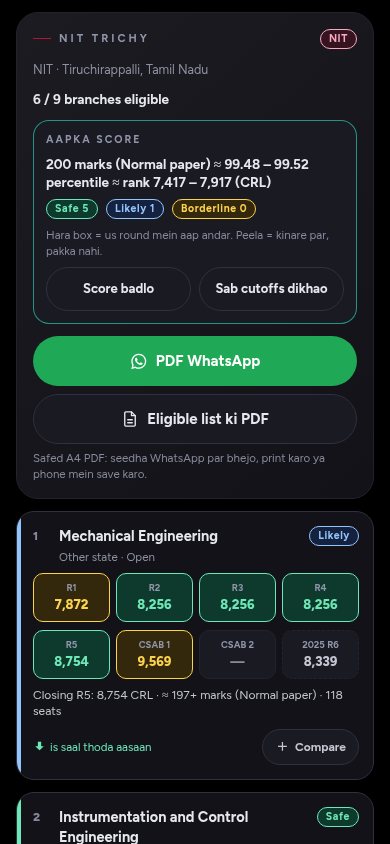 NIT TRICHY
NIT
NIT · Tiruchirappalli, Tamil Nadu
6 / 9 branches eligible
AAPKA SCORE
200 marks (Normal paper) ≈ 99.48 – 99.52
percentile ≈ rank 7,417 – 7,917 (CRL)
Safe 5
Likely 1
Borderline 0
Hara box = us round mein aap andar. Peela = kinare par,
pakka nahi.
Score badlo
Sab cutoffs dikhao
PDF WhatsApp
Eligible list ki PDF
Safed A4 PDF: seedha WhatsApp par bhejo, print karo ya
phone mein save karo.
1
Mechanical Engineering
Likely
Other state · Open
R1
7,872
R2
8,256
R3
8,256
R4
8,256
R5
8,754
CSAB 1
9,569
CSAB 2
—
2025 R6
8,339
Closing R5: 8,754 CRL · ≈ 197+ marks (Normal paper) · 118
seats
is saal thoda aasaan
+ Compare
2
Instrumentation and Control
Engineering
Safe